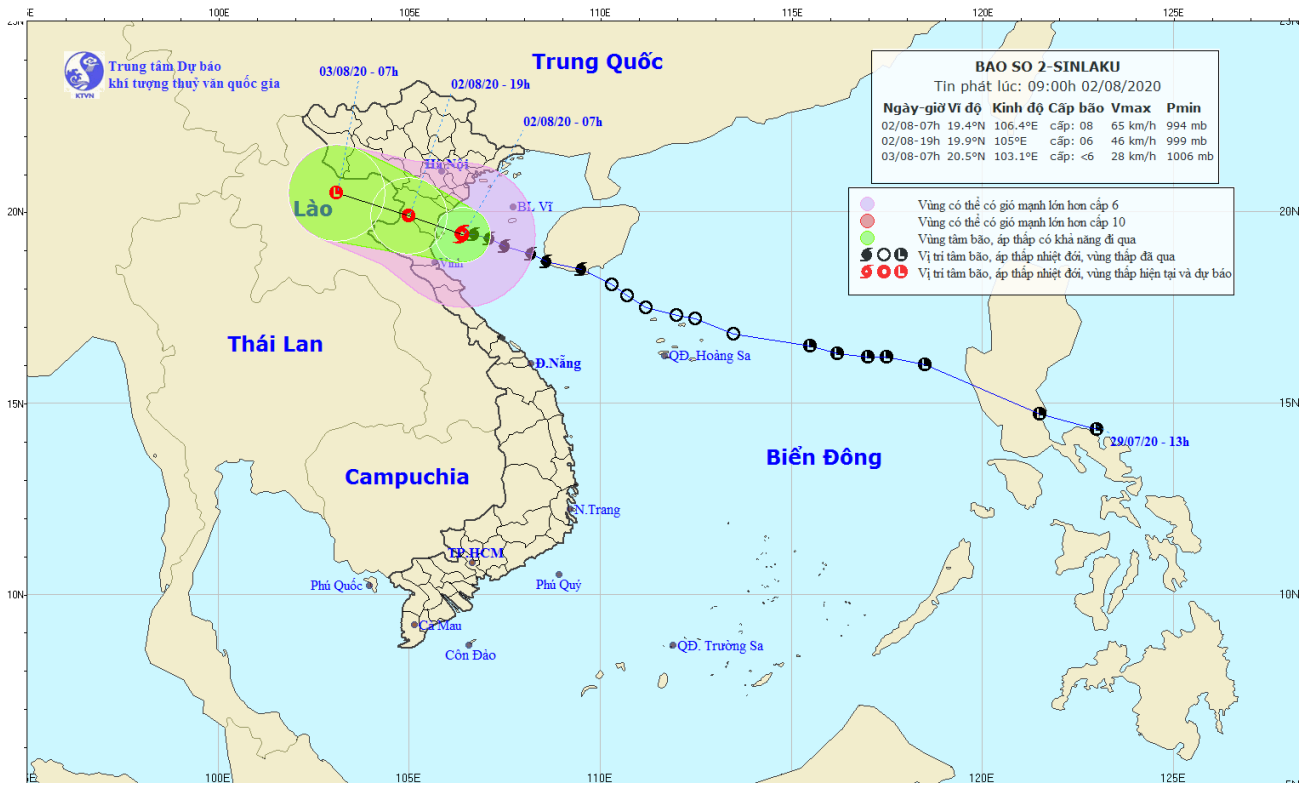 100E
105E
110E
115E
120E
125E
Trung tâm Dự báo
khí tượng thuỷ văn quốc gia
KTVN
03/08/20 - 07h
02/08/20 - 19h
02/08/20 - 07h
Trung Quốc
BAO SO 2-SINLAKU
Tin phát lúc: 09:00h 02/08/2020
Ngày-giờ Vĩ độ Kinh độ Cấp bão Vmax Pmin
02/08-07h 19.4°N 106.4°E cấp: 08 65 km/h 994 mb
02/08-19h 19.9°N 105°E cấp: 06 46 km/h 999 mb
03/08-07h 20.5°N 103.1°E cấp: <6 28 km/h 1006 mb
Vùng có thể có gió mạnh lớn hơn cấp 6
Vùng có thể có gió mạnh lớn hơn cấp 10
Vùng tâm bão, áp thấp có khả năng đi qua
Vị trí tâm bão, áp thấp nhiệt đới, vùng thấp đã qua
Vị trí tâm bão, áp thấp nhiệt đới, vùng thấp hiện tại và dự báo
Hà Nội
BL Vĩ
Lào
20N
20N
Vinh
Thái Lan
Đ.Nẵng
QĐ. Hoàng Sa
15N
15N
29/07/20 - 13h
Biển Đông
Campuchia
N.Trang
TP.HCM
Phú Quốc
Phú Quý
10N
10N
Cà Mau
Côn Đảo
QĐ. Trường Sa
100E
105E
110E
120E
125E